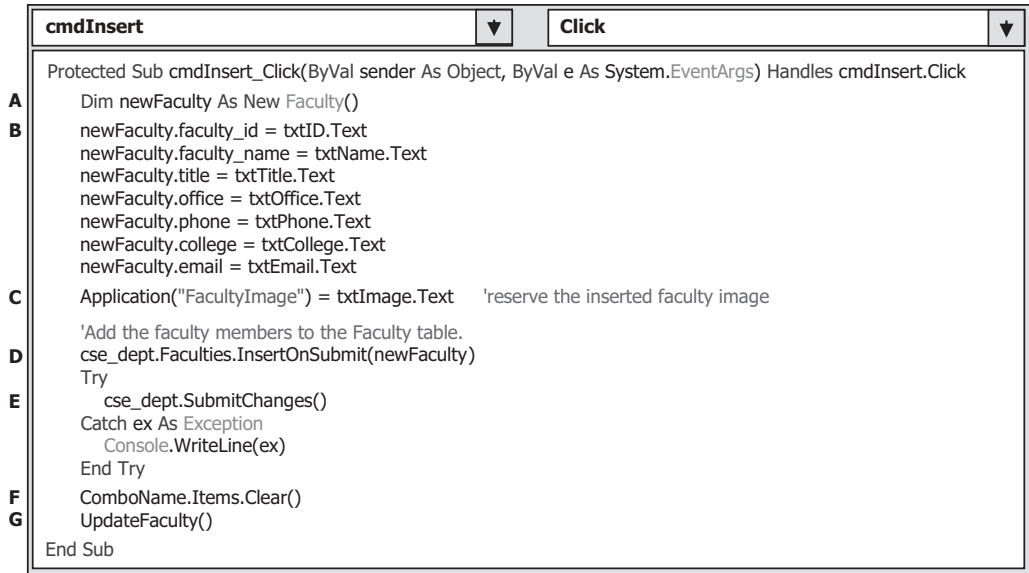 cmdInsert Click
Protected Sub cmdInsert_Click(ByVal sender As Object, ByVal e As System.EventArgs) Handles cmdInsert.Click
A Dim newFaculty As New Faculty()
B newFaculty.faculty_id = txtID.Text
newFaculty.faculty_name = txtName.Text
newFaculty.title = txtTitle.Text
newFaculty.office = txtOffice.Text
newFaculty.phone = txtPhone.Text
newFaculty.college = txtCollege.Text
newFaculty.email = txtEmail.Text
C Application("FacultyImage") = txtImage.Text 'reserve the inserted faculty image
'Add the faculty members to the Faculty table.
D cse_dept.Faculties.InsertOnSubmit(newFaculty)
Try
E cse_dept.SubmitChanges()
Catch ex As Exception
Console.WriteLine(ex)
End Try
F ComboName.Items.Clear()
G UpdateFaculty()
End Sub